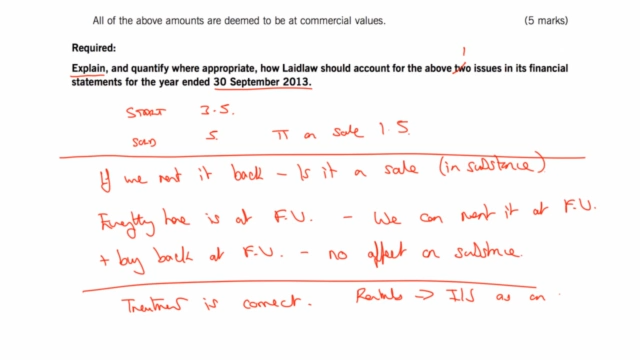 All of the above amounts are deemed to be at commercial values. (5 marks)
Required:
1
Explain, and quantify where appropriate, how Laidlaw should account for the above two issues in its financial
statements for the year ended 30 September 2013.
START 3.5.
SOLD 5. π on sale 1.5.
If we rent it back – Is it a sale (in substance)
Everything here is at F.V. – We can rent it at F.V.
+ buy back at F.V. – no affect on substance.
Treatment is correct. Rentals → I/S as an